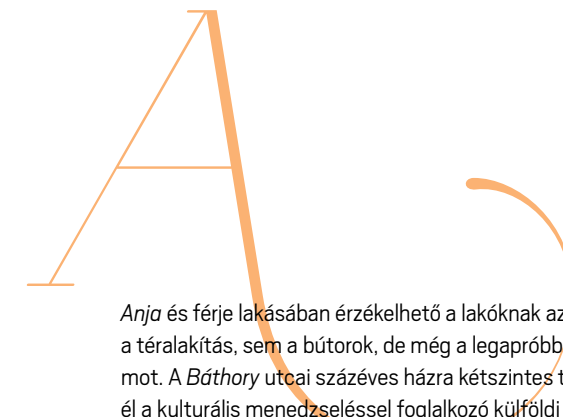 A
Anja és férje lakásában érzékelhető a lakóknak az
a téralakítás, sem a bútorok, de még a legapróbb
mot. A Báthory utcai százéves házra kétszintes t
él a kulturális menedzseléssel foglalkozó külföldi